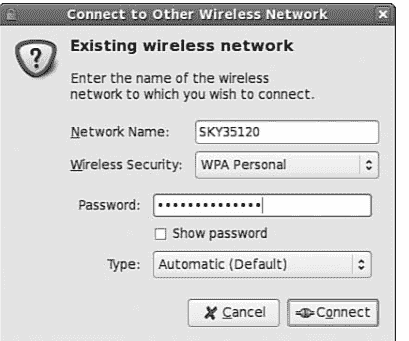 Connect to Other Wireless Network
Existing wireless network
Enter the name of the wireless
network to which you wish to connect.
Network Name: SKY35120
Wireless Security: WPA Personal
Password: ••••••••••••••
Show password
Type: Automatic (Default)
Cancel Connect